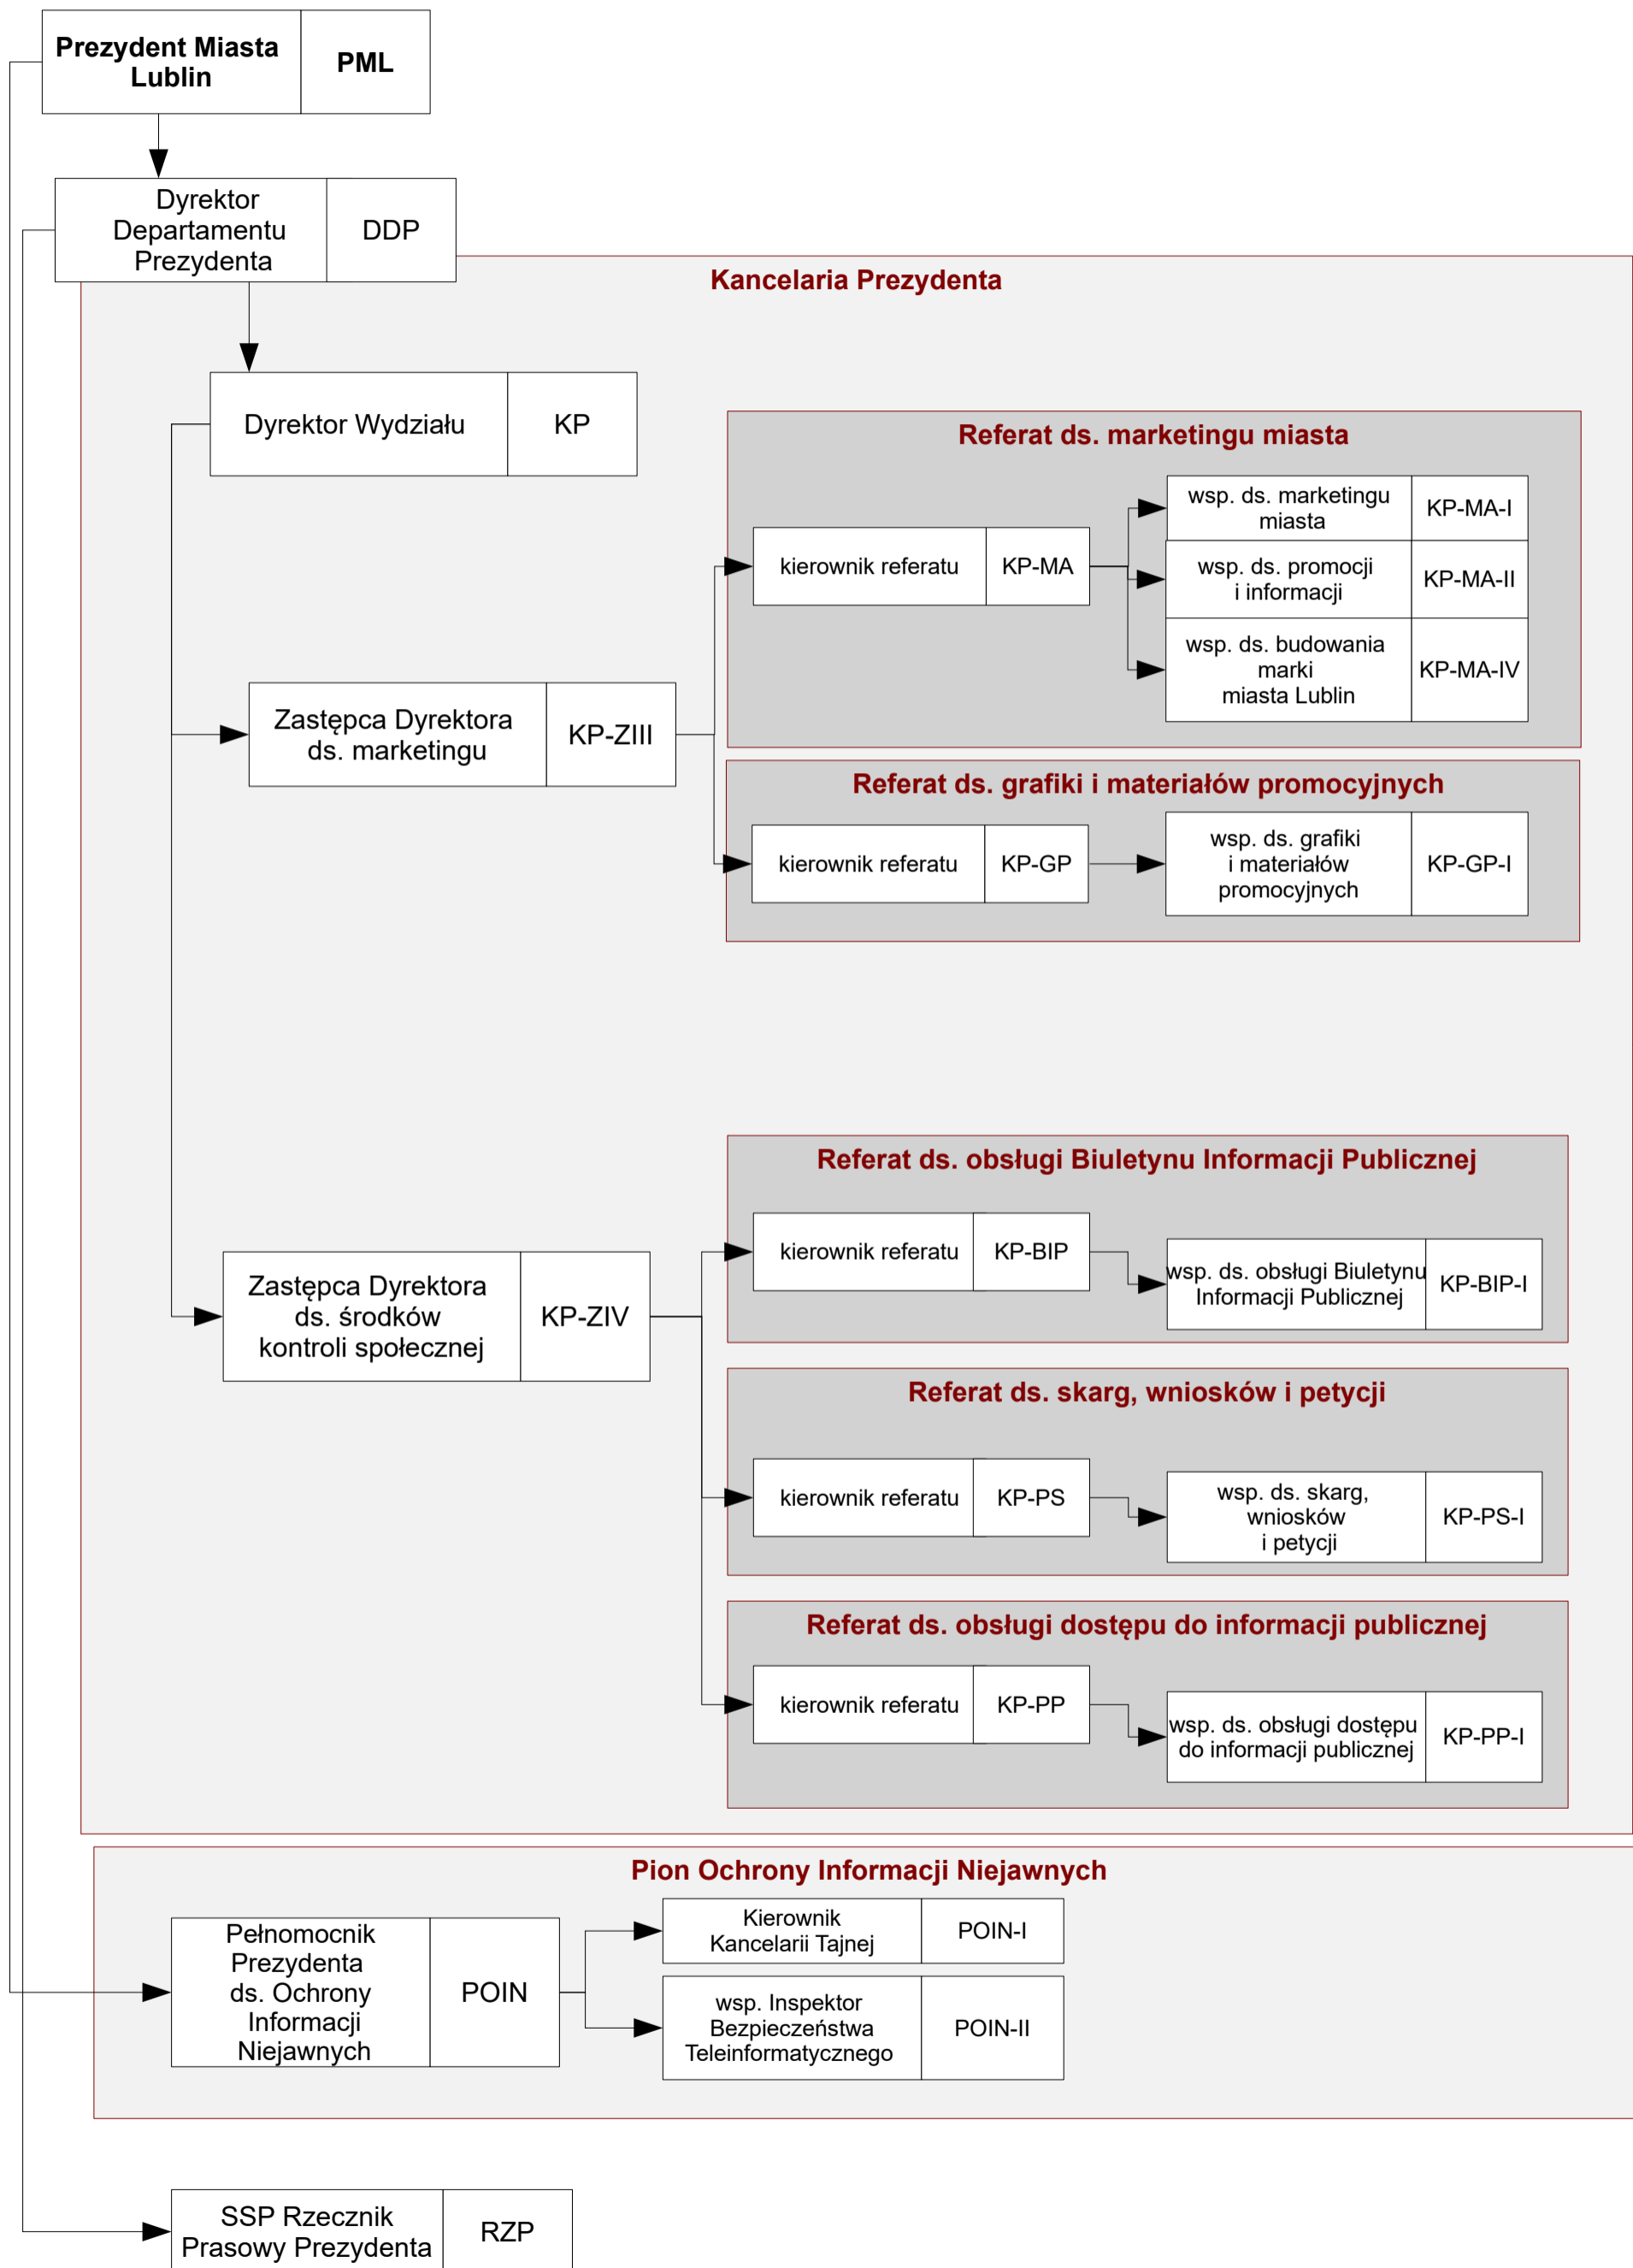 Prezydent Miasta
Lublin
PML
Dyrektor
Departamentu
Prezydenta
DDP
Kancelaria Prezydenta
Dyrektor Wydziału
KP
Referat ds. marketingu miasta
kierownik referatu
KP-MA
wsp. ds. marketingu
miasta
KP-MA-I
wsp. ds. promocji
i informacji
KP-MA-II
wsp. ds. budowania
marki
miasta Lublin
KP-MA-IV
Zastępca Dyrektora
ds. marketingu
KP-ZIII
Referat ds. grafiki i materiałów promocyjnych
kierownik referatu
KP-GP
wsp. ds. grafiki
i materiałów
promocyjnych
KP-GP-I
Referat ds. obsługi Biuletynu Informacji Publicznej
kierownik referatu
KP-BIP
wsp. ds. obsługi Biuletynu
Informacji Publicznej
KP-BIP-I
Zastępca Dyrektora
ds. środków
kontroli społecznej
KP-ZIV
Referat ds. skarg, wniosków i petycji
kierownik referatu
KP-PS
wsp. ds. skarg,
wniosków
i petycji
KP-PS-I
Referat ds. obsługi dostępu do informacji publicznej
kierownik referatu
KP-PP
wsp. ds. obsługi dostępu
do informacji publicznej
KP-PP-I
Pion Ochrony Informacji Niejawnych
Pełnomocnik
Prezydenta
ds. Ochrony
Informacji
Niejawnych
POIN
Kierownik
Kancelarii Tajnej
POIN-I
wsp. Inspektor
Bezpieczeństwa
Teleinformatycznego
POIN-II
SSP Rzecznik
Prasowy Prezydenta
RZP